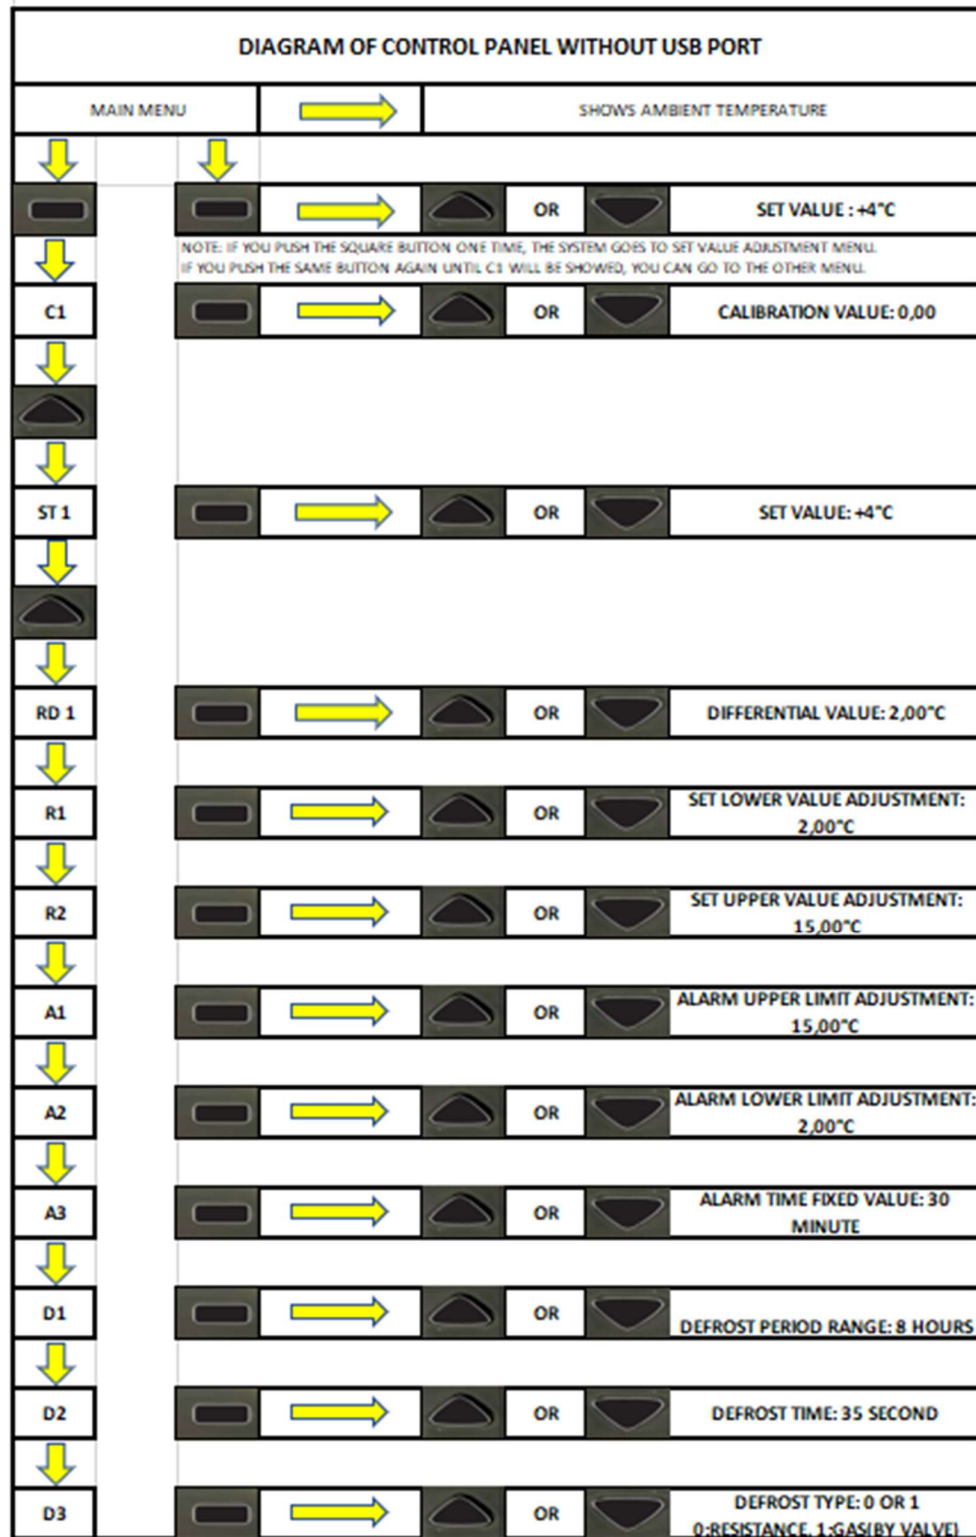 DIAGRAM OF CONTROL PANEL WITHOUT USB PORT
MAIN MENU
SHOWS AMBIENT TEMPERATURE
OR
SET VALUE : +4°C
NOTE: IF YOU PUSH THE SQUARE BUTTON ONE TIME, THE SYSTEM GOES TO SET VALUE ADJUSTMENT MENU.
IF YOU PUSH THE SAME BUTTON AGAIN UNTIL C1 WILL BE SHOWED, YOU CAN GO TO THE OTHER MENU.
C1
OR
CALIBRATION VALUE: 0,00
ST 1
OR
SET VALUE: +4°C
RD 1
OR
DIFFERENTIAL VALUE: 2,00°C
R1
OR
SET LOWER VALUE ADJUSTMENT:
2,00°C
R2
OR
SET UPPER VALUE ADJUSTMENT:
15,00°C
A1
OR
ALARM UPPER LIMIT ADJUSTMENT:
15,00°C
A2
OR
ALARM LOWER LIMIT ADJUSTMENT:
2,00°C
A3
OR
ALARM TIME FIXED VALUE: 30
MINUTE
D1
OR
DEFROST PERIOD RANGE: 8 HOURS
D2
OR
DEFROST TIME: 35 SECOND
D3
OR
DEFROST TYPE: 0 OR 1
0:RESISTANCE, 1:GAS(BY VALVE)